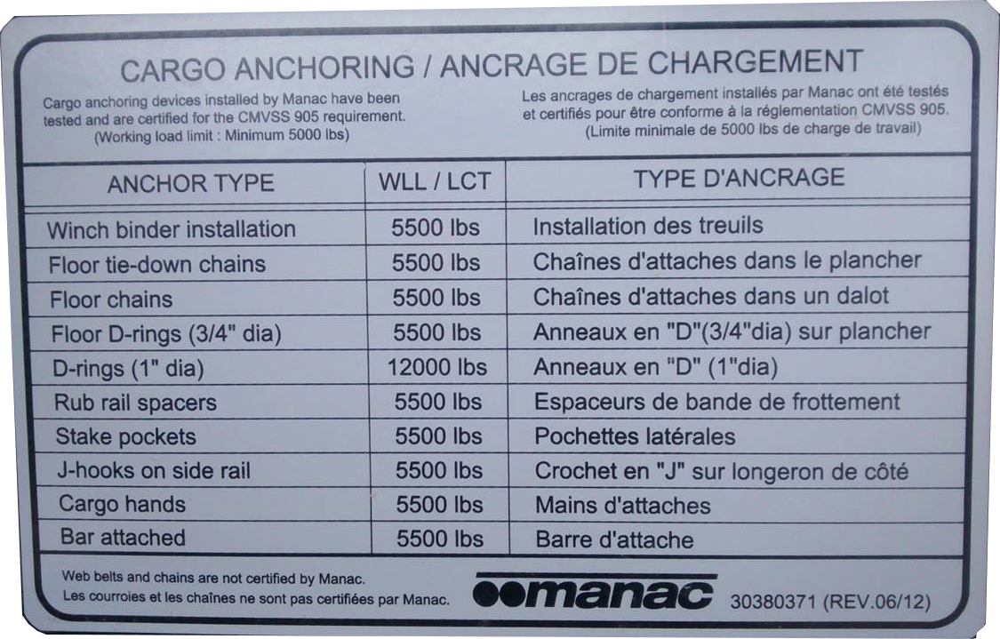 CARGO ANCHORING / ANCRAGE DE CHARGEMENT
Cargo anchoring devices installed by Manac have been
tested and are certified for the CMVSS 905 requirement.
(Working load limit : Minimum 5000 lbs)
Les ancrages de chargement installés par Manac ont été testés
et certifiés pour être conforme à la réglementation CMVSS 905.
(Limite minimale de 5000 lbs de charge de travail)
ANCHOR TYPE WLL / LCT TYPE D'ANCRAGE
Winch binder installation 5500 lbs Installation des treuils
Floor tie-down chains 5500 lbs Chaînes d'attaches dans le plancher
Floor chains 5500 lbs Chaînes d'attaches dans un dalot
Floor D-rings (3/4" dia) 5500 lbs Anneaux en "D"(3/4"dia) sur plancher
D-rings (1" dia) 12000 lbs Anneaux en "D" (1"dia)
Rub rail spacers 5500 lbs Espaceurs de bande de frottement
Stake pockets 5500 lbs Pochettes latérales
J-hooks on side rail 5500 lbs Crochet en "J" sur longeron de côté
Cargo hands 5500 lbs Mains d'attaches
Bar attached 5500 lbs Barre d'attache
Web belts and chains are not certified by Manac.
Les courroies et les chaînes ne sont pas certifiées par Manac.
manac 30380371 (REV.06/12)